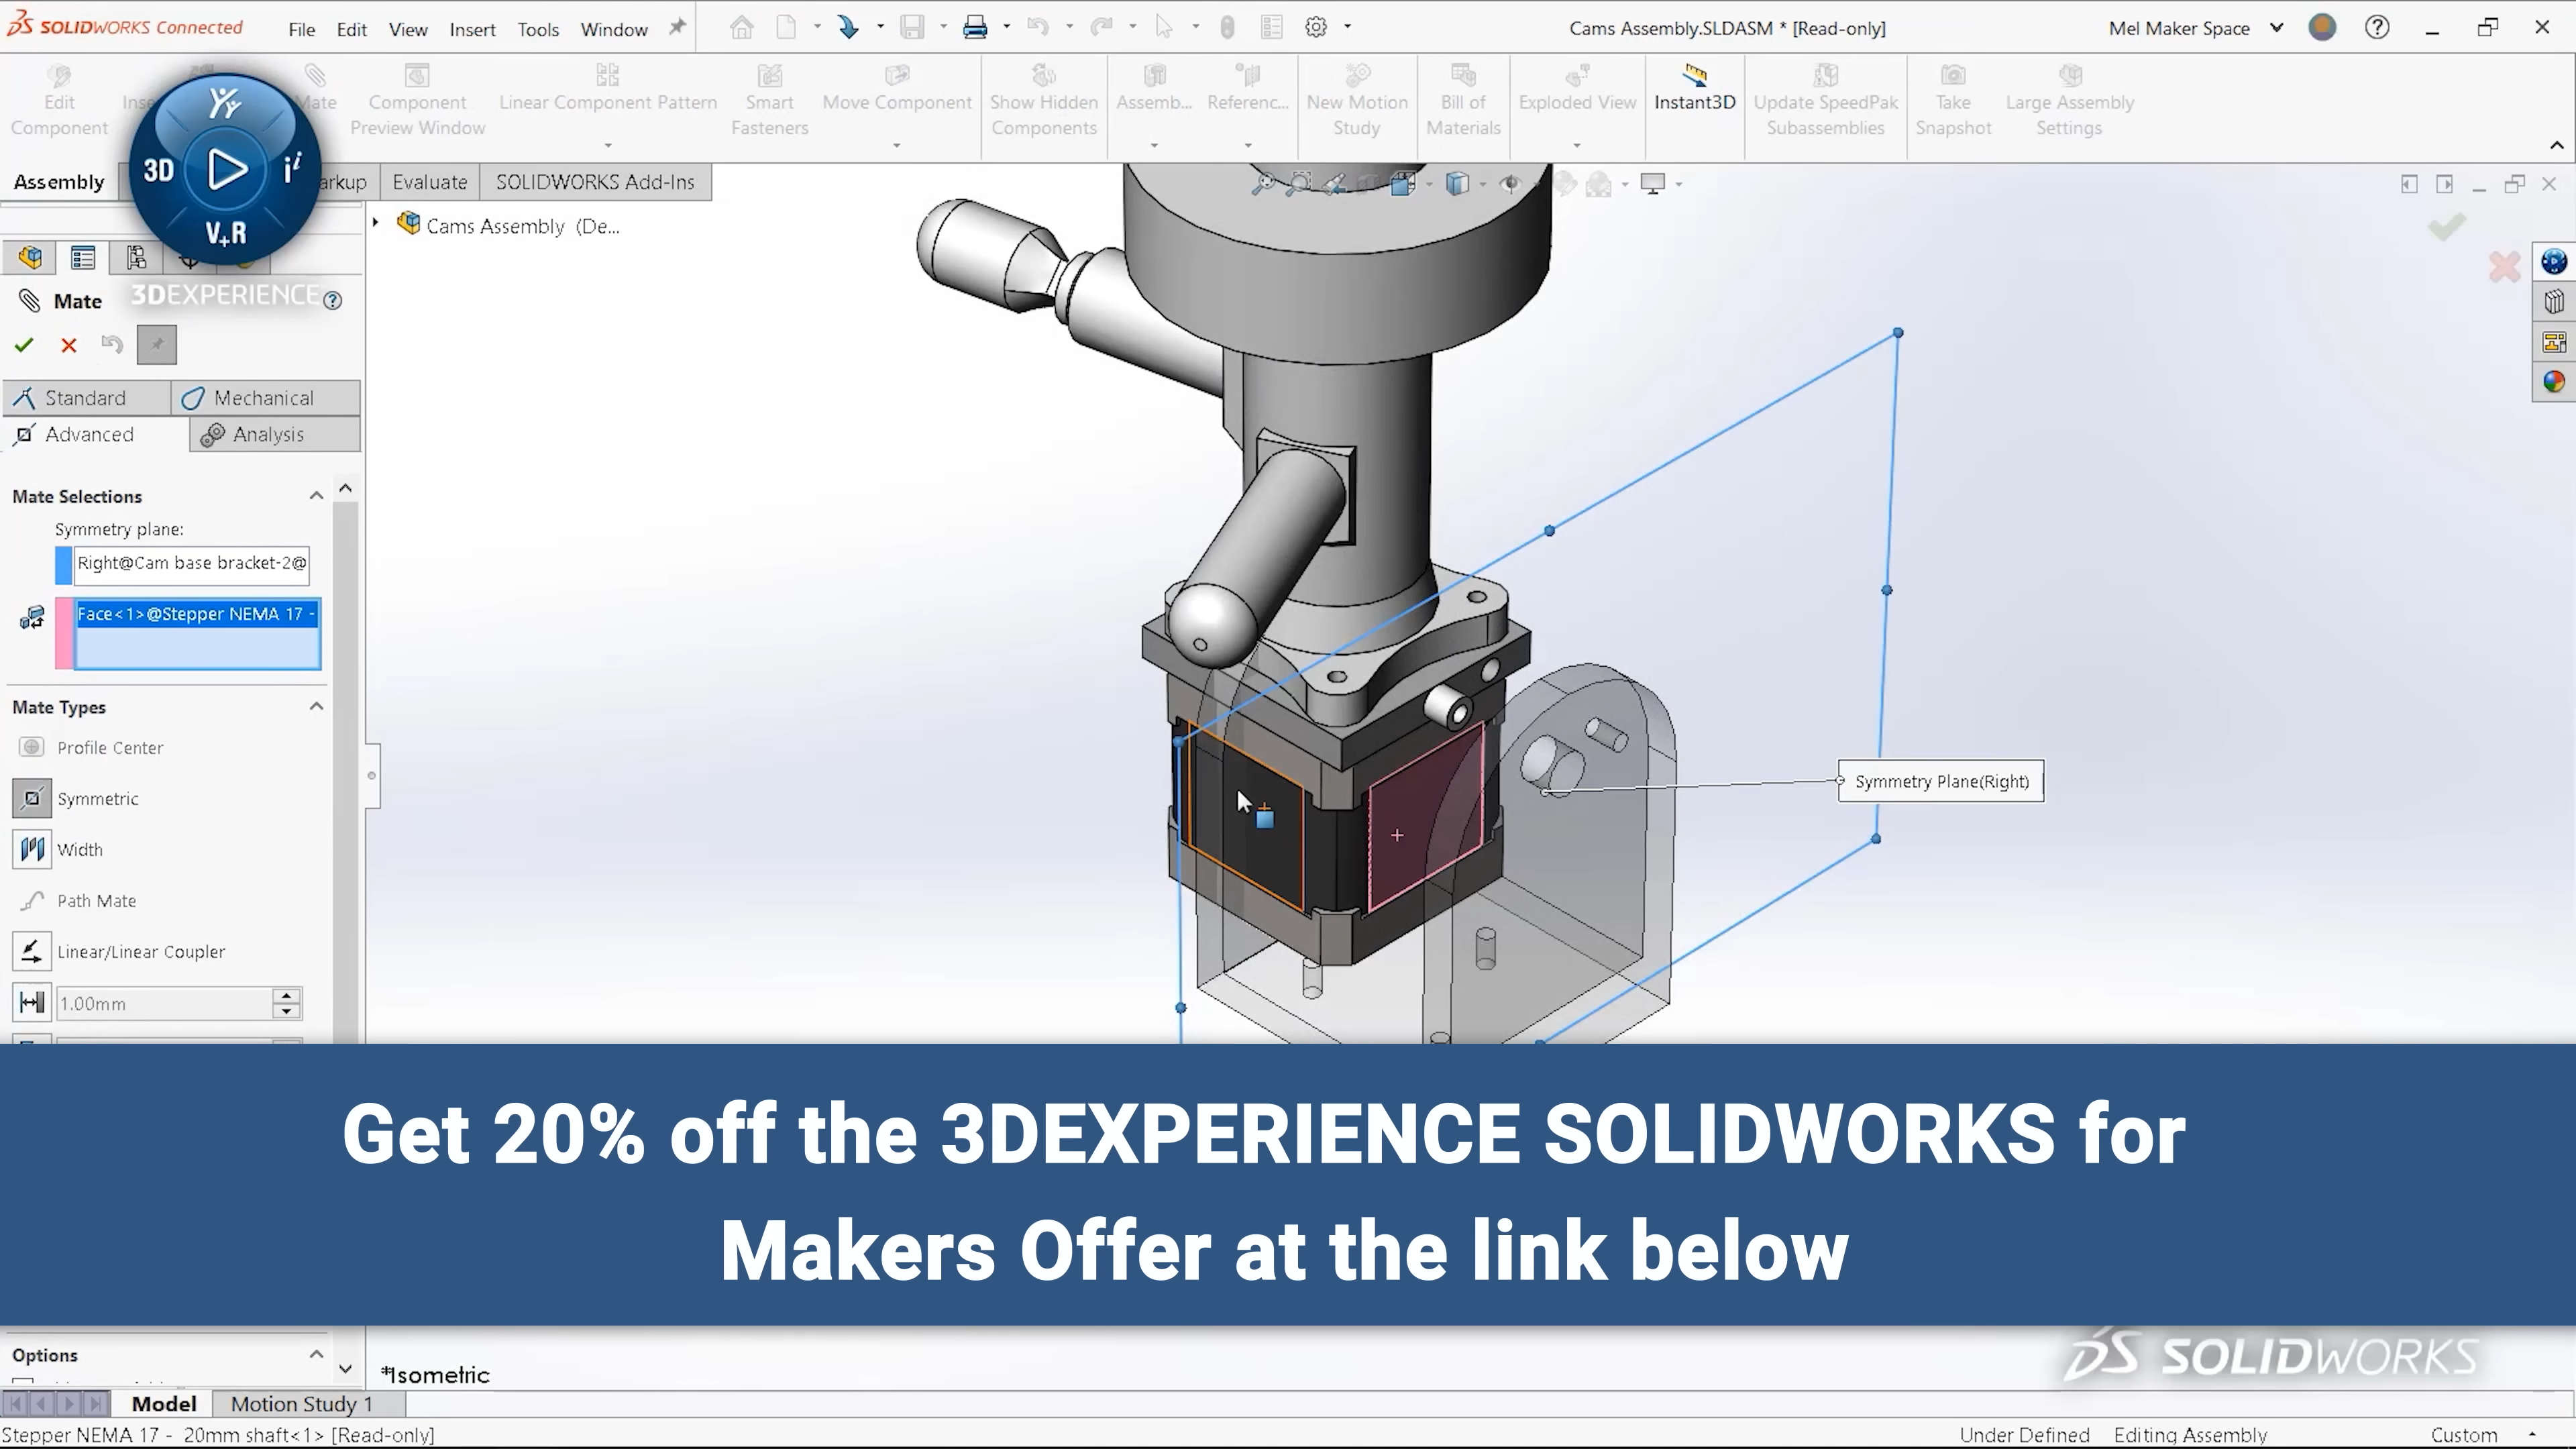 SOLIDWORKS Connected
File Edit View Insert Tools Window
Cams Assembly.SLDASM * [Read-only]
Mel Maker Space
Edit Component
Mate
Component Preview Window
Linear Component Pattern
Smart Fasteners
Move Component
Show Hidden Components
Assemb...
Referenc...
New Motion Study
Bill of Materials
Exploded View
Instant3D
Update SpeedPak Subassemblies
Take Snapshot
Large Assembly Settings
3D
V+R
3DEXPERIENCE
Assembly
Evaluate
SOLIDWORKS Add-Ins
Cams Assembly (De...
Mate
Standard
Mechanical
Advanced
Analysis
Mate Selections
Symmetry plane:
Right@Cam base bracket-2@
Face<1>@Stepper NEMA 17 -
Mate Types
Profile Center
Symmetric
Width
Path Mate
Linear/Linear Coupler
1.00mm
Symmetry Plane(Right)
Get 20% off the 3DEXPERIENCE SOLIDWORKS for
Makers Offer at the link below
Options
*Isometric
SOLIDWORKS
Model
Motion Study 1
Stepper NEMA 17 - 20mm shaft<1> [Read-only]
Under Defined
Editing Assembly
Custom